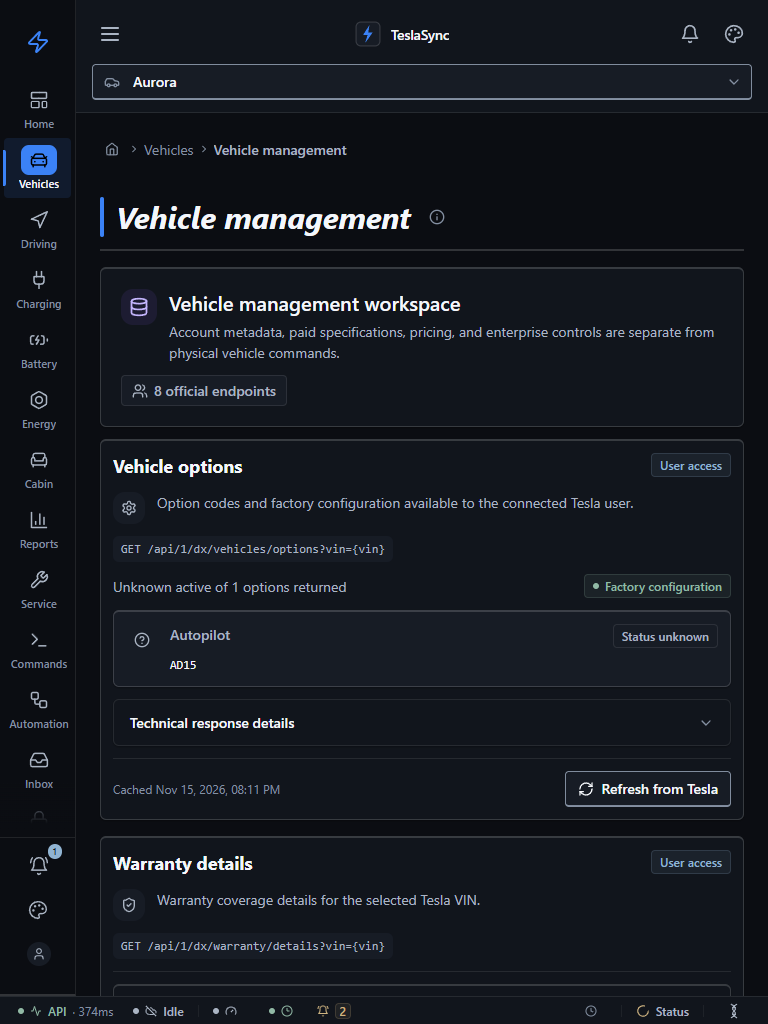 TeslaSync
Aurora
Home
Vehicles
Driving
Charging
Battery
Energy
Cabin
Reports
Service
Commands
Automation
Inbox
1
Vehicles
Vehicle management
Vehicle management
Vehicle management workspace
Account metadata, paid specifications, pricing, and enterprise controls are separate from
physical vehicle commands.
8 official endpoints
Vehicle options
User access
Option codes and factory configuration available to the connected Tesla user.
GET /api/1/dx/vehicles/options?vin={vin}
Unknown active of 1 options returned
Factory configuration
Autopilot
Status unknown
AD15
Technical response details
Cached Nov 15, 2026, 08:11 PM
Refresh from Tesla
Warranty details
User access
Warranty coverage details for the selected Tesla VIN.
GET /api/1/dx/warranty/details?vin={vin}
API · 374ms
Idle
2
Status